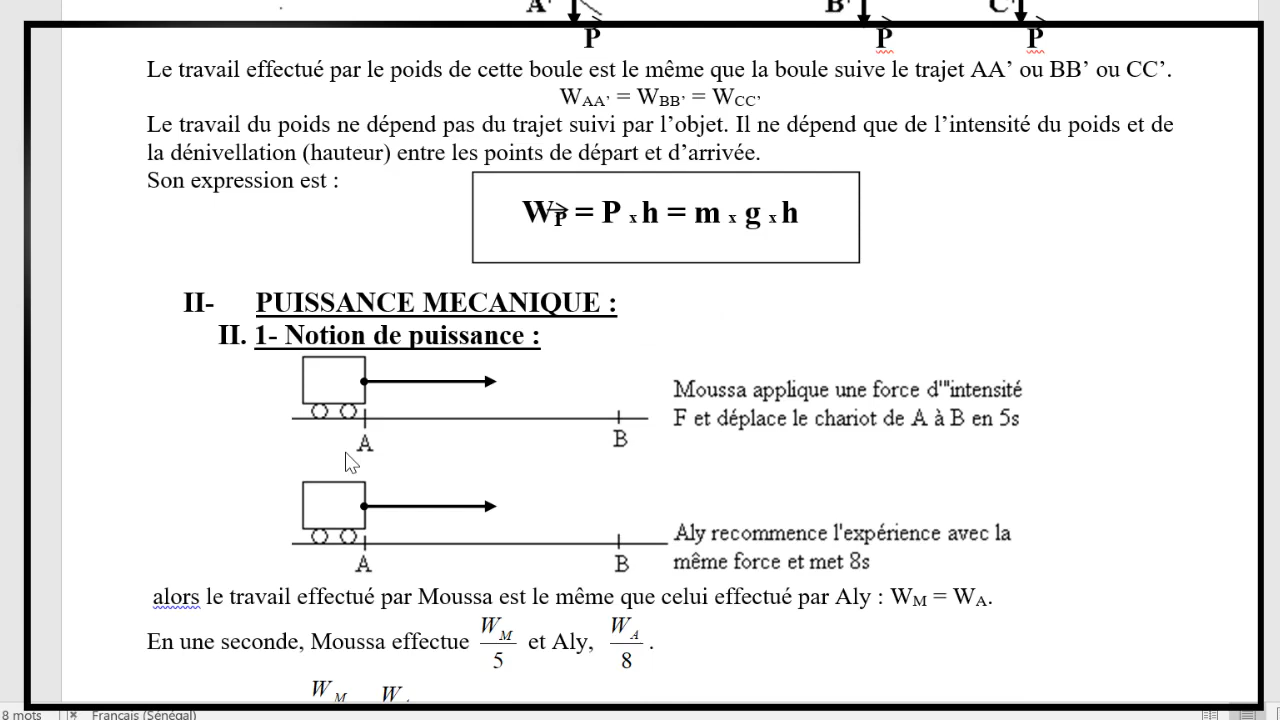 A' B' C'
P P P
Le travail effectué par le poids de cette boule est le même que la boule suive le trajet AA’ ou BB’ ou CC’.
WAA’ = WBB’ = WCC’
Le travail du poids ne dépend pas du trajet suivi par l’objet. Il ne dépend que de l’intensité du poids et de
la dénivellation (hauteur) entre les points de départ et d’arrivée.
Son expression est :
WP = P x h = m x g x h
II- PUISSANCE MECANIQUE :
II. 1- Notion de puissance :
Moussa applique une force d'"intensité
F et déplace le chariot de A à B en 5s
A B
Aly recommence l'expérience avec la
même force et met 8s
A B
alors le travail effectué par Moussa est le même que celui effectué par Aly : WM = WA.
En une seconde, Moussa effectue WM/5 et Aly, WA/8 .
WM W
8 mots Français (Sénégal)